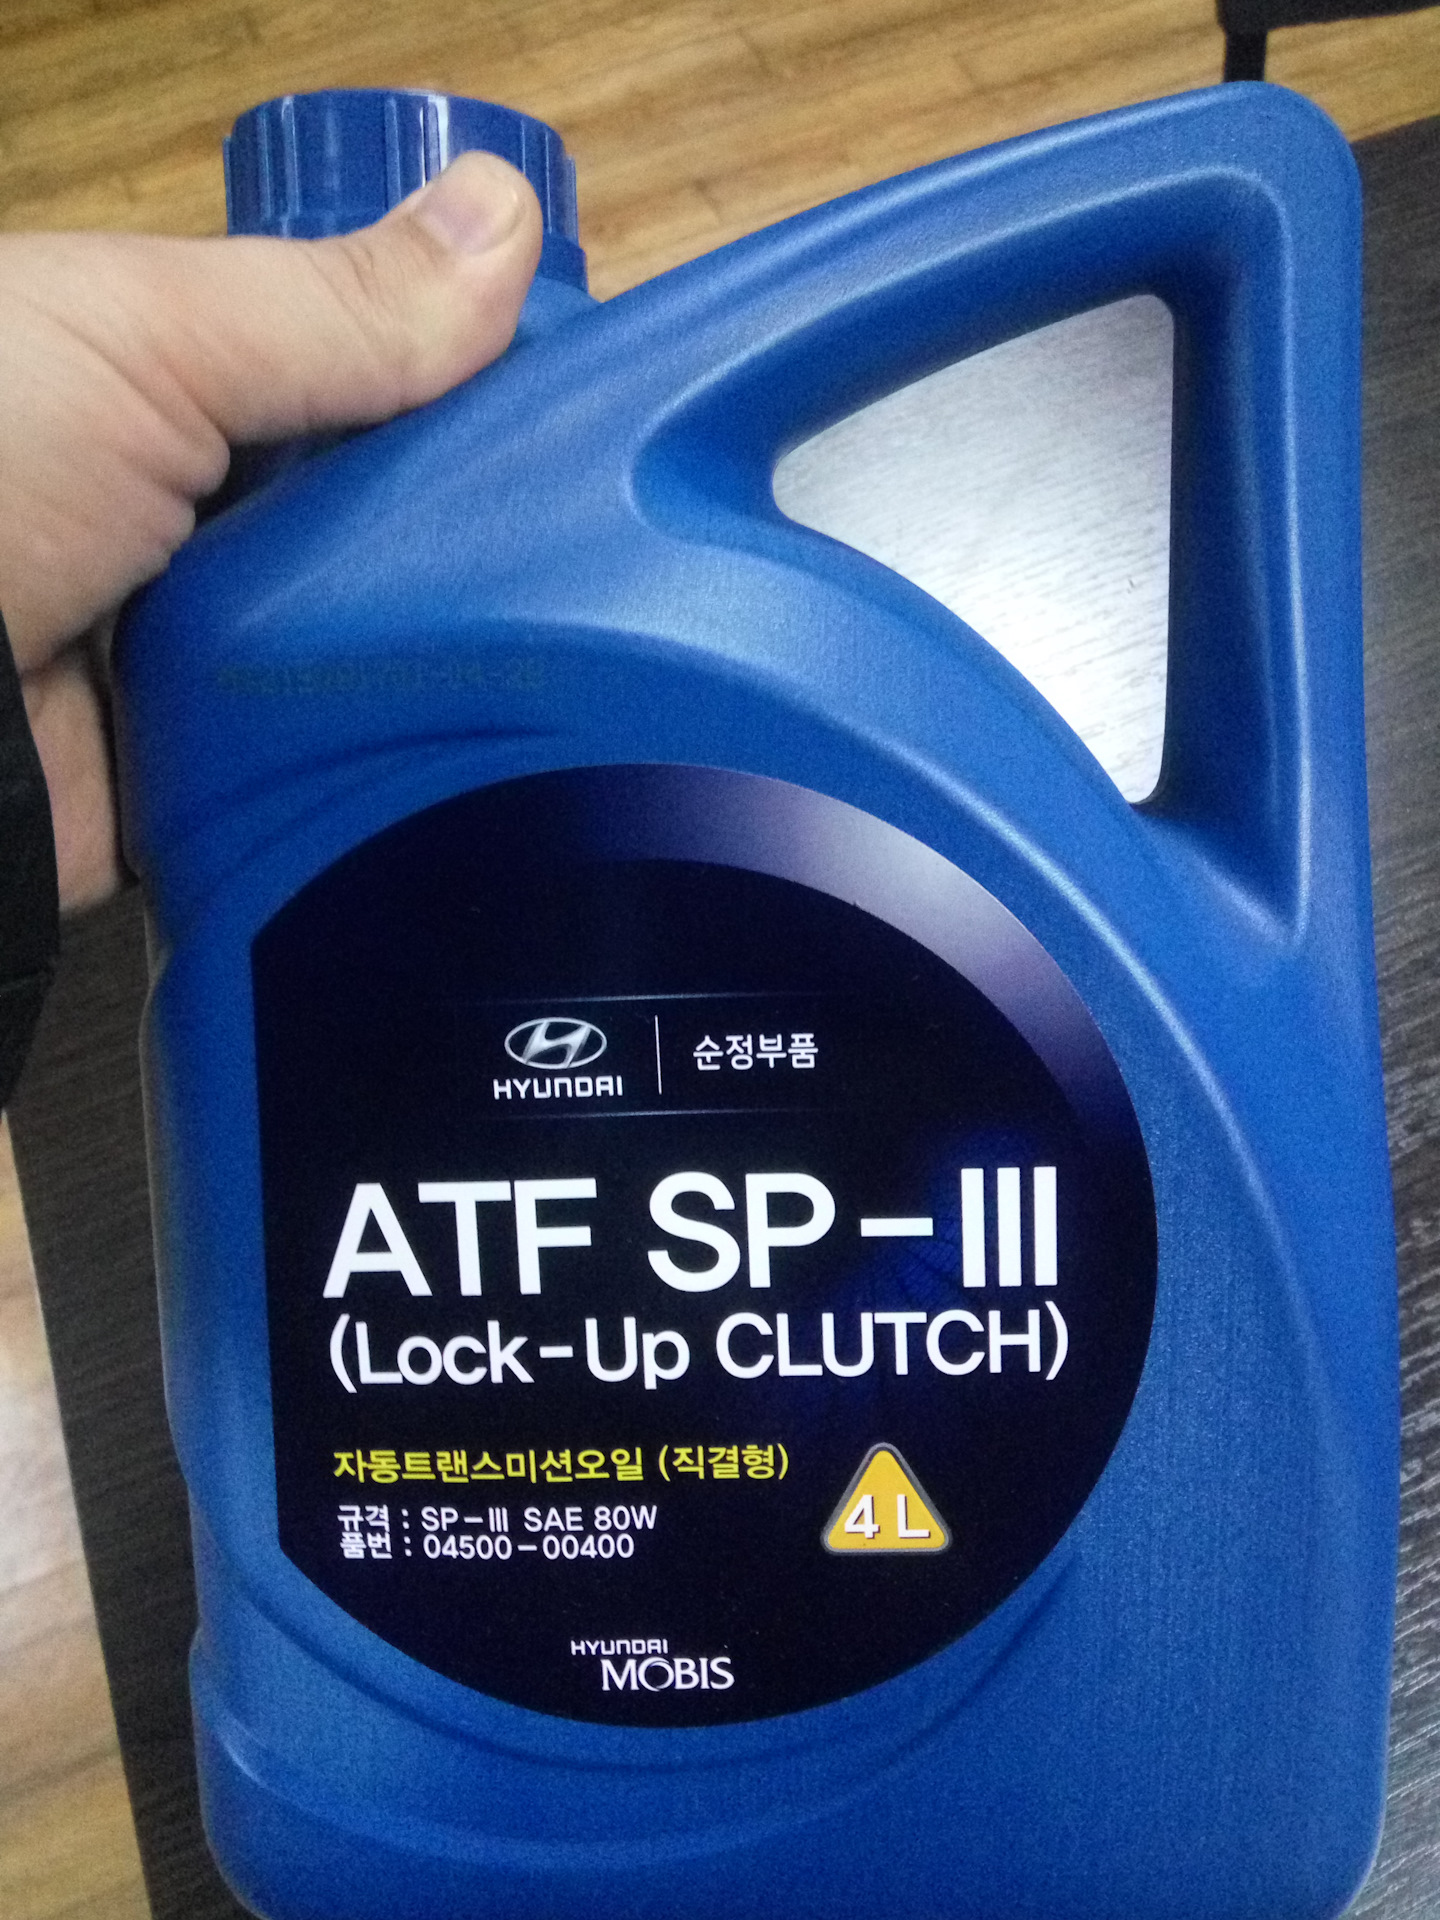 HYUNDAI
순정부품
ATF SP-III
(Lock-Up CLUTCH)
자동트랜스미션오일 (직결형)
규격 : SP-III SAE 80W
품번 : 04500-00400
4 L
HYUNDAI
MOBIS